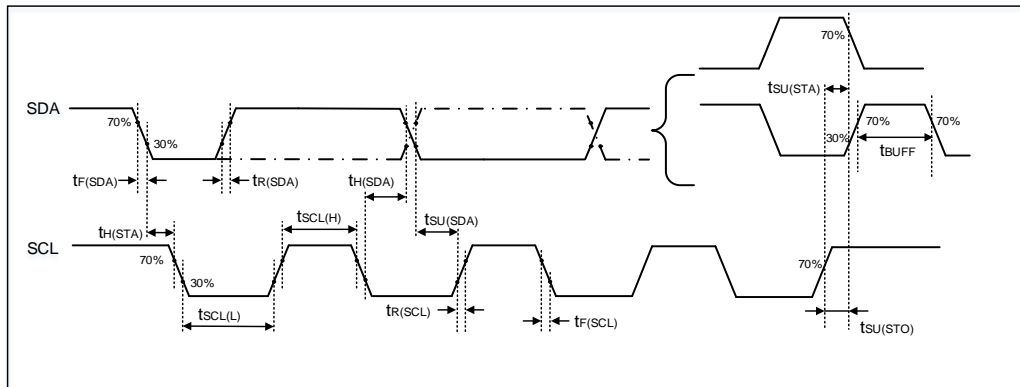 70%
tSU(STA)
SDA
70%
30%
30%
70%
70%
tBUFF
tF(SDA)
tR(SDA)
tH(SDA)
tSCL(H)
tSU(SDA)
tH(STA)
SCL
70%
30%
70%
tSCL(L)
tR(SCL)
tF(SCL)
tSU(STO)